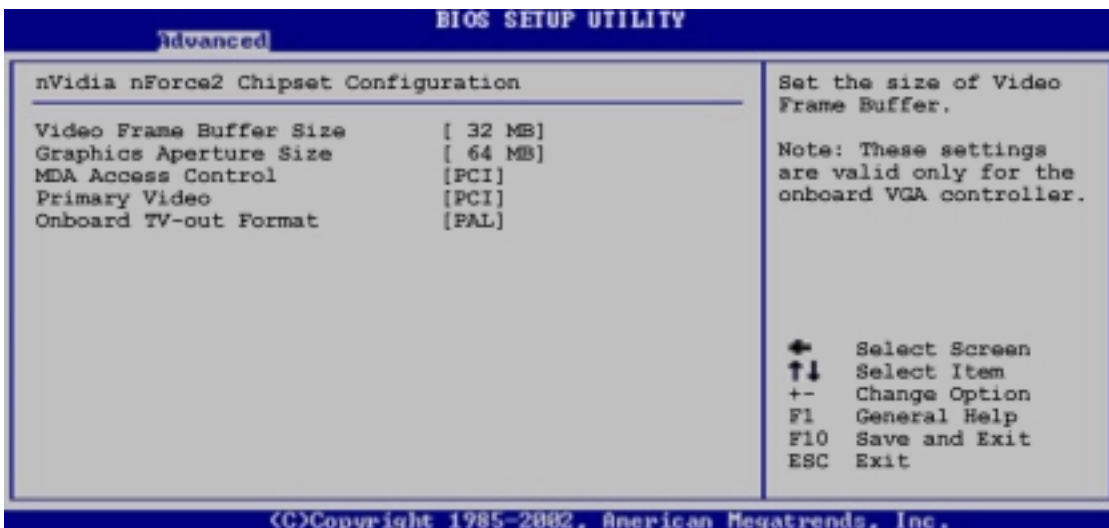 BIOS SETUP UTILITY
Advanced
nVidia nForce2 Chipset Configuration
Video Frame Buffer Size [ 32 MB]
Graphics Aperture Size [ 64 MB]
MDA Access Control [PCI]
Primary Video [PCI]
Onboard TV-out Format [PAL]
Set the size of Video
Frame Buffer.
Note: These settings
are valid only for the
onboard VGA controller.
← Select Screen
↑↓ Select Item
+- Change Option
F1 General Help
F10 Save and Exit
ESC Exit
(C)Copyright 1985-2002, American Megatrends, Inc.